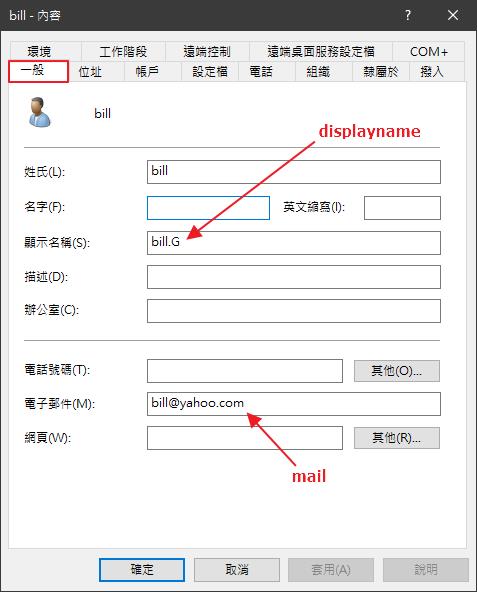 bill - 內容
環境 工作階段 遠端控制 遠端桌面服務設定檔 COM+
一般 位址 帳戶 設定檔 電話 組織 隸屬於 撥入
bill
displayname
姓氏(L): bill
名字(F): 英文縮寫(I):
顯示名稱(S): bill.G
描述(D):
辦公室(C):
電話號碼(T): 其他(O)...
電子郵件(M): bill@yahoo.com
網頁(W): 其他(R)...
mail
確定 取消 套用(A) 說明